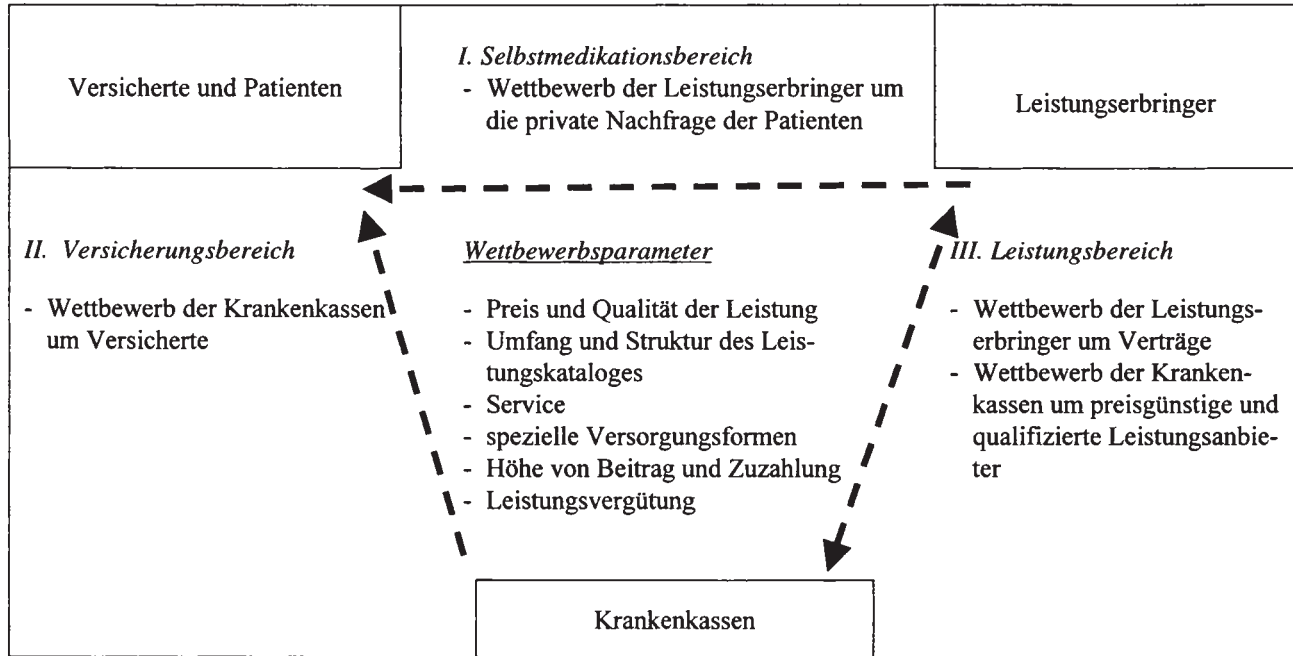 Versicherte und Patienten
I. Selbstmedikationsbereich
- Wettbewerb der Leistungserbringer um
die private Nachfrage der Patienten
Leistungserbringer
II. Versicherungsbereich
- Wettbewerb der Krankenkassen
um Versicherte
Wettbewerbsparameter
- Preis und Qualität der Leistung
- Umfang und Struktur des Leis-
tungskataloges
- Service
- spezielle Versorgungsformen
- Höhe von Beitrag und Zuzahlung
- Leistungsvergütung
III. Leistungsbereich
- Wettbewerb der Leistungs-
erbringer um Verträge
- Wettbewerb der Kranken-
kassen um preisgünstige und
qualifizierte Leistungsanbie-
ter
Krankenkassen